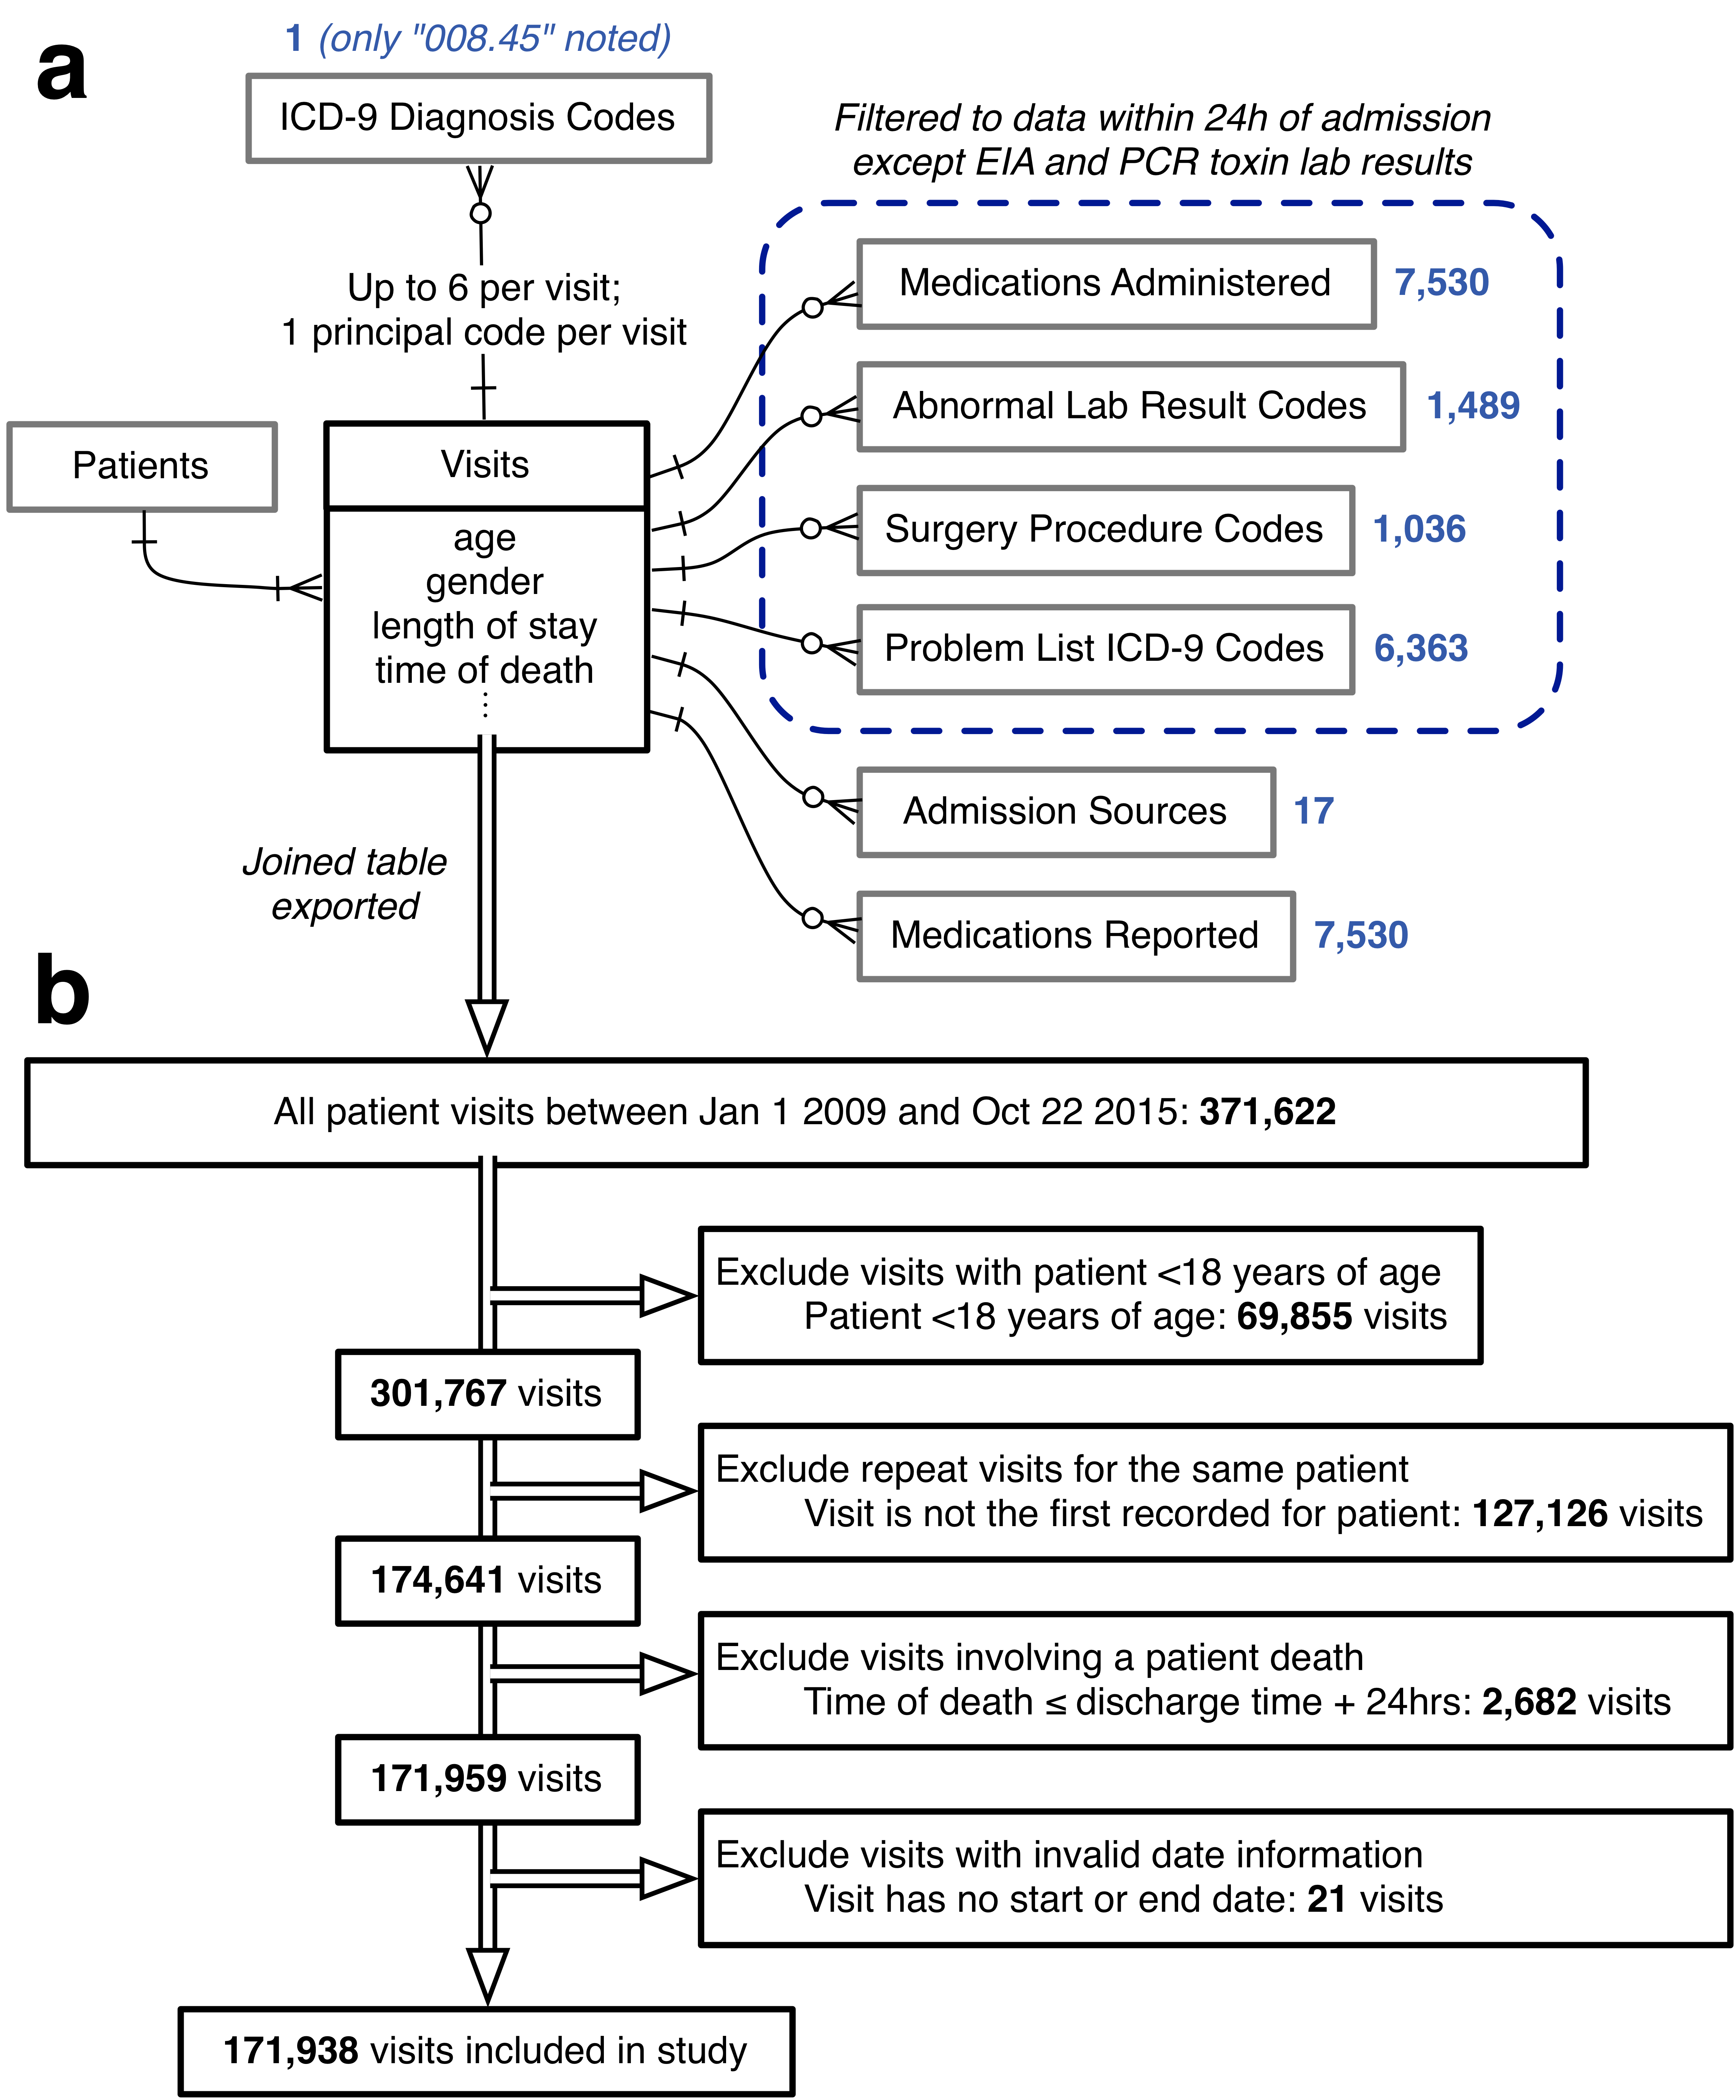 a
1 (only "008.45" noted)
ICD-9 Diagnosis Codes
Up to 6 per visit;
1 principal code per visit
Patients
Visits
age
gender
length of stay
time of death
⋮
Filtered to data within 24h of admission
except EIA and PCR toxin lab results
Medications Administered 7,530
Abnormal Lab Result Codes 1,489
Surgery Procedure Codes 1,036
Problem List ICD-9 Codes 6,363
Admission Sources 17
Medications Reported 7,530
Joined table
exported
b
All patient visits between Jan 1 2009 and Oct 22 2015: 371,622
Exclude visits with patient <18 years of age
Patient <18 years of age: 69,855 visits
301,767 visits
Exclude repeat visits for the same patient
Visit is not the first recorded for patient: 127,126 visits
174,641 visits
Exclude visits involving a patient death
Time of death ≤ discharge time + 24hrs: 2,682 visits
171,959 visits
Exclude visits with invalid date information
Visit has no start or end date: 21 visits
171,938 visits included in study